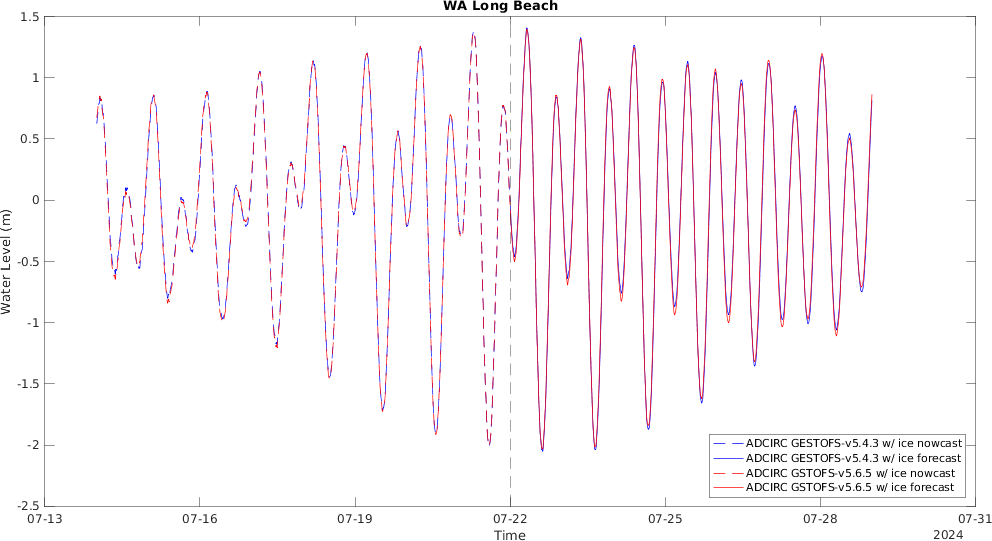 WA Long Beach
1.5
1
0.5
0
-0.5
-1
-1.5
-2
-2.5
Water Level (m)
07-13 07-16 07-19 07-22 07-25 07-28 07-31
Time
2024
ADCIRC GESTOFS-v5.4.3 w/ ice nowcast
ADCIRC GESTOFS-v5.4.3 w/ ice forecast
ADCIRC GSTOFS-v5.6.5 w/ ice nowcast
ADCIRC GSTOFS-v5.6.5 w/ ice forecast